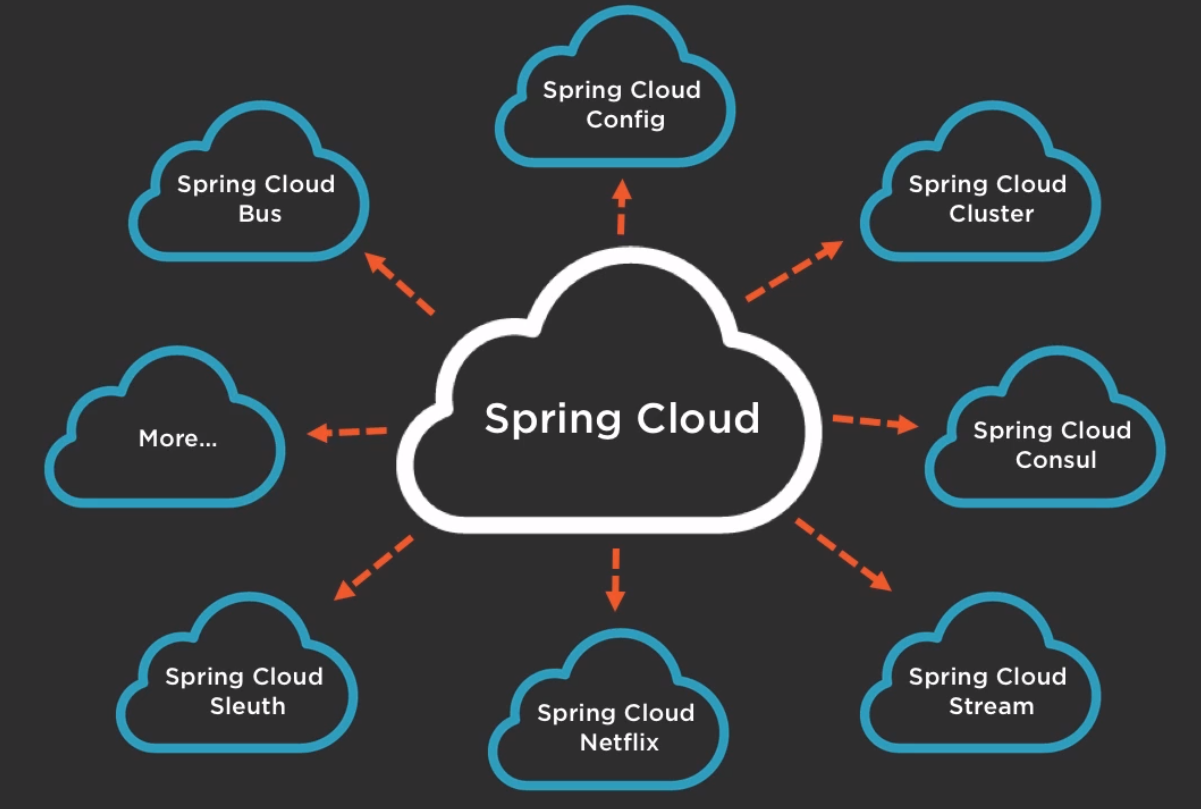 Spring Cloud
Config
Spring Cloud
Bus
Spring Cloud
Cluster
Spring Cloud
More...
Spring Cloud
Consul
Spring Cloud
Sleuth
Spring Cloud
Netflix
Spring Cloud
Stream